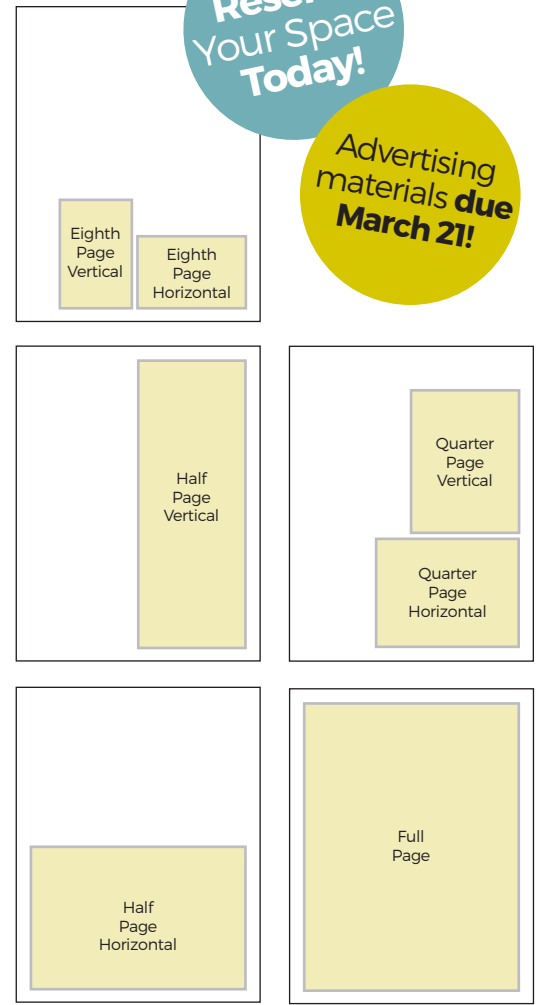 Your Space
Today!
Advertising
materials due
March 21!
Eighth
Page
Vertical
Eighth
Page
Horizontal
Half
Page
Vertical
Quarter
Page
Vertical
Quarter
Page
Horizontal
Half
Page
Horizontal
Full
Page